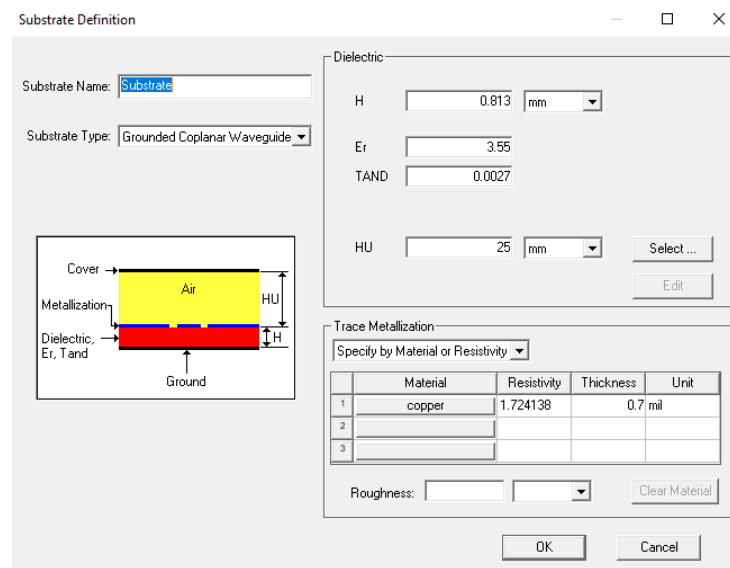 Substrate Definition
Substrate Name: Substrate
Substrate Type: Grounded Coplanar Waveguide
Cover
Air
HU
Metallization
Dielectric,
Er, Tand
H
Ground
Dielectric
H 0.813 mm
Er 3.55
TAND 0.0027
HU 25 mm Select ...
Edit
Trace Metallization
Specify by Material or Resistivity
Material Resistivity Thickness Unit
1 copper 1.724138 0.7 mil
2
3
Roughness: Clear Material
OK Cancel